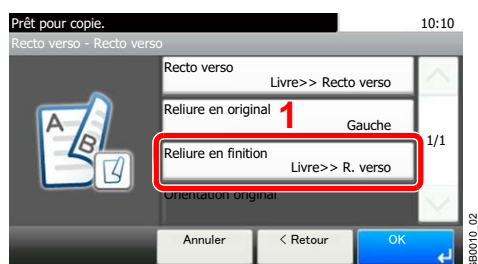 Prêt pour copie.
10:10
Recto verso - Recto verso
A
B
Recto verso
Livre>> Recto verso
Reliure en original
1
Gauche
1/1
Reliure en finition
Livre>> R. verso
Orientation original
Annuler
< Retour
OK
GB0010_02